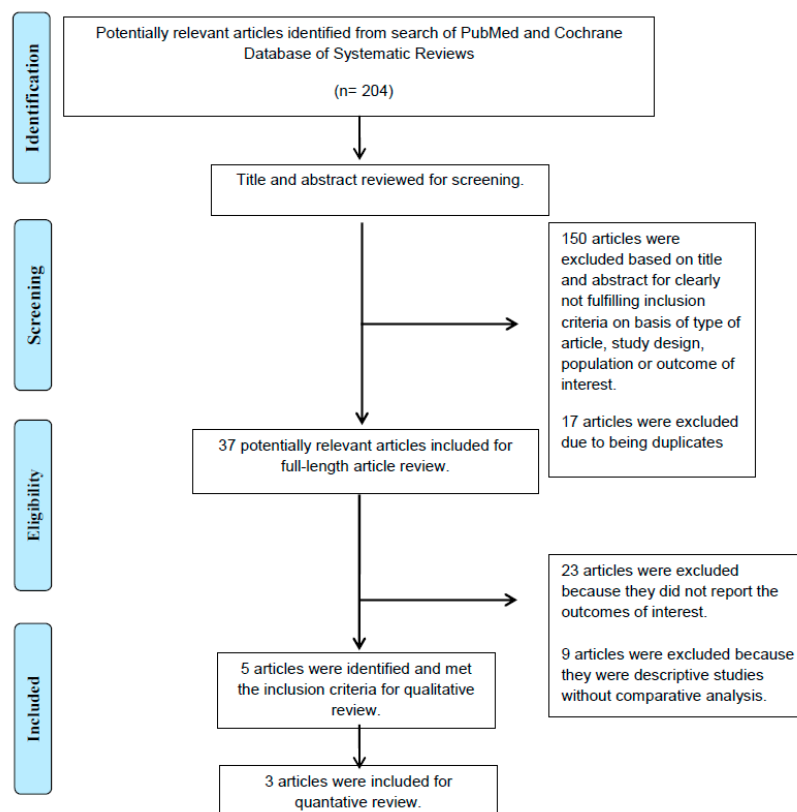 Identification
Potentially relevant articles identified from search of PubMed and Cochrane
Database of Systematic Reviews
(n= 204)
Title and abstract reviewed for screening.
Screening
150 articles were
excluded based on title
and abstract for clearly
not fulfilling inclusion
criteria on basis of type of
article, study design,
population or outcome of
interest.
17 articles were excluded
due to being duplicates
Eligibility
37 potentially relevant articles included for
full-length article review.
23 articles were excluded
because they did not report the
outcomes of interest.
9 articles were excluded because
they were descriptive studies
without comparative analysis.
Included
5 articles were identified and met
the inclusion criteria for qualitative
review.
3 articles were included for
quantative review.